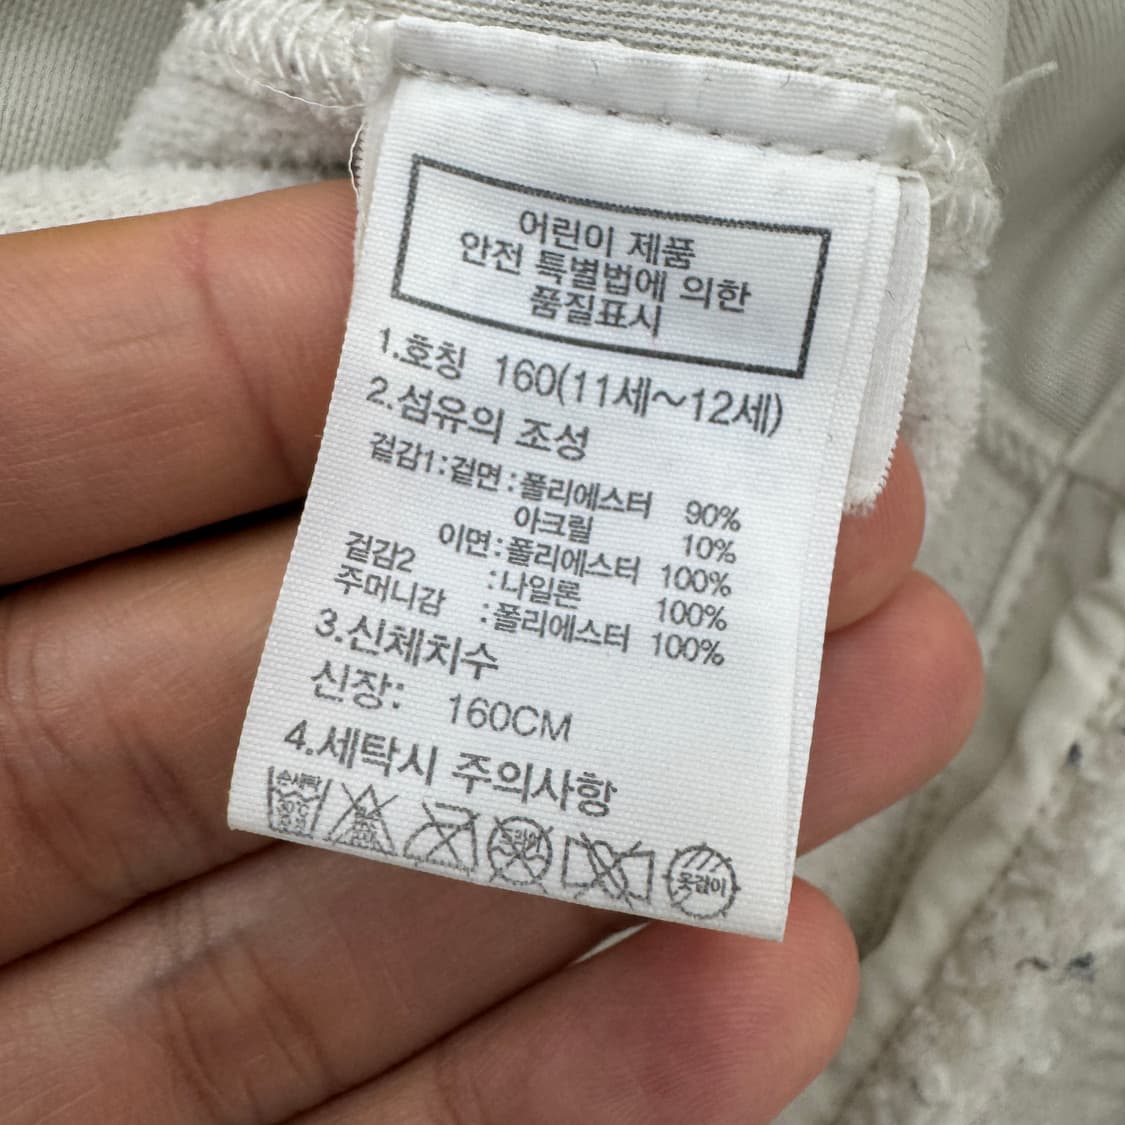 어린이 제품
안전 특별법에 의한
품질표시
1.호칭 160(11세~12세)
2.섬유의 조성
겉감1:겉면:폴리에스터 90%
아크릴 10%
이면:폴리에스터 100%
겉감2 :나일론 100%
주머니감 :폴리에스터 100%
3.신체치수
신장: 160CM
4.세탁시 주의사항
손세탁 드라이 옷걸이
30°C